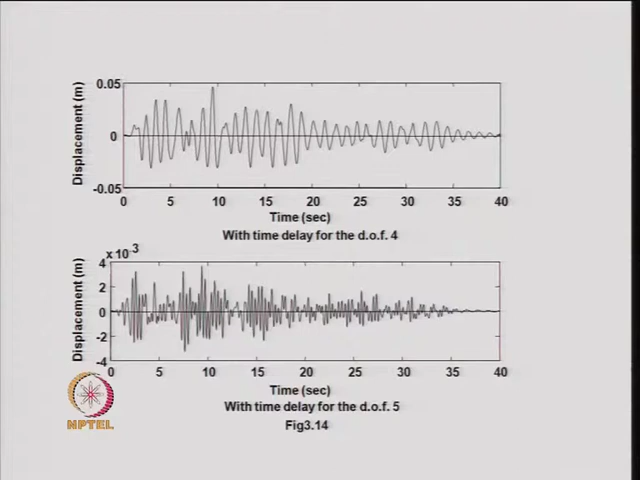 0.05
Displacement (m)
0
-0.05
0 5 10 15 20 25 30 35 40
Time (sec)
With time delay for the d.o.f. 4
x 10^-3
4
2
Displacement (m)
0
-2
-4
0 5 10 15 20 25 30 35 40
Time (sec)
With time delay for the d.o.f. 5
Fig3.14
NPTEL